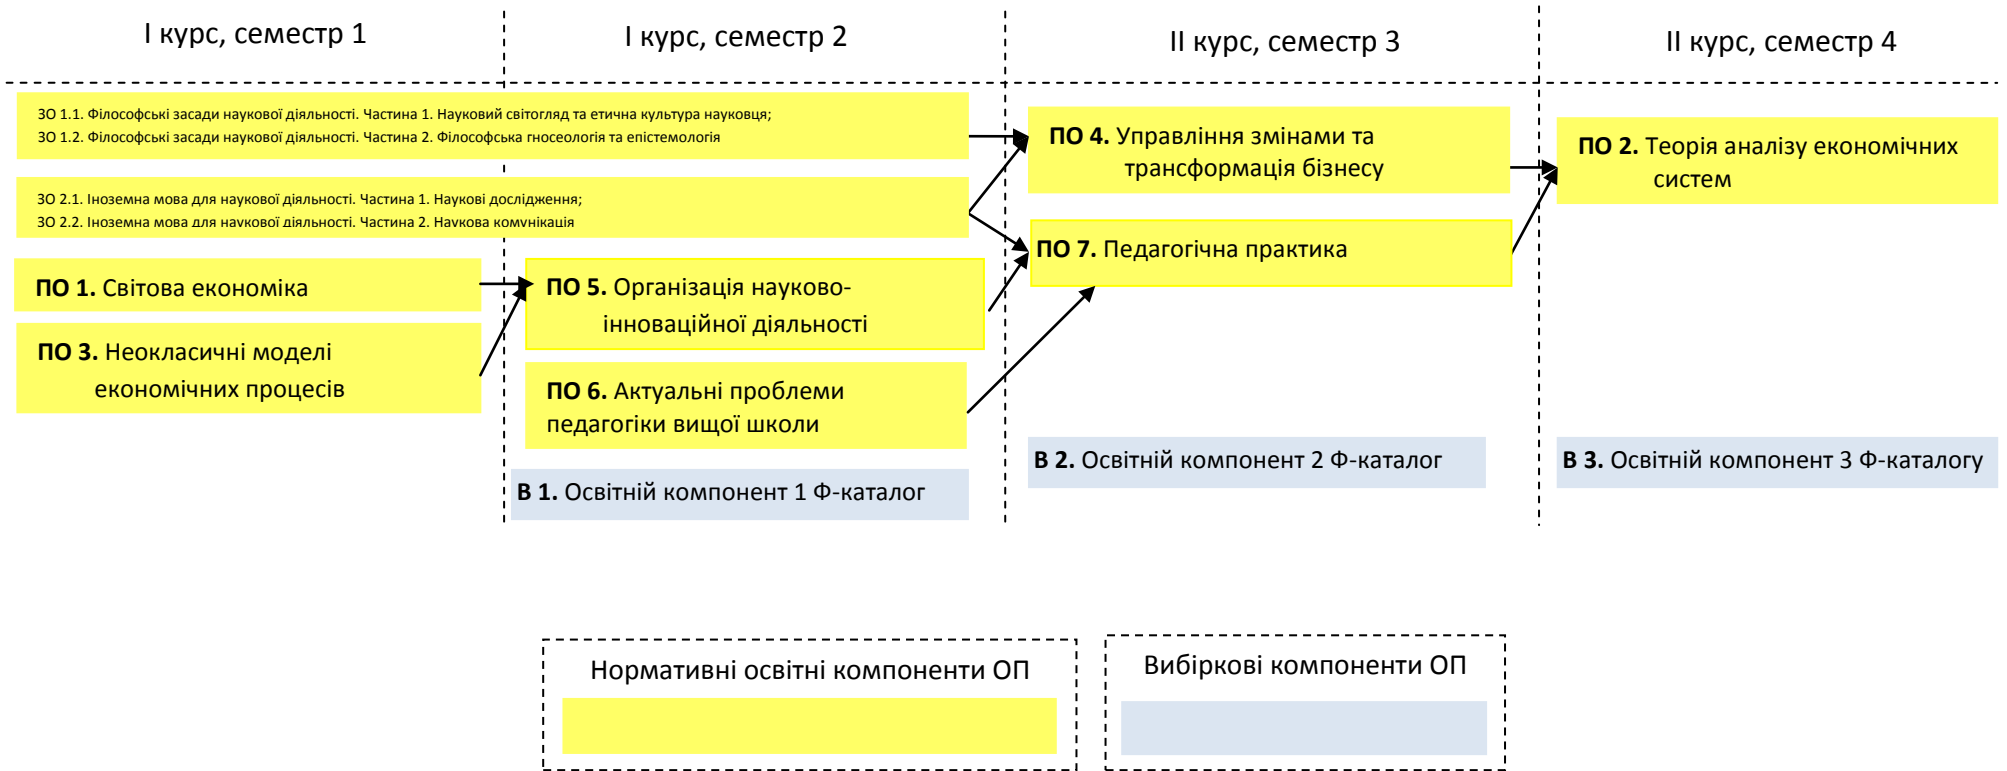 І курс, семестр 1
І курс, семестр 2
ІІ курс, семестр 3
ІІ курс, семестр 4
ЗО 1.1. Філософські засади наукової діяльності. Частина 1. Науковий світогляд та етична культура науковця;
ЗО 1.2. Філософські засади наукової діяльності. Частина 2. Філософська гносеологія та епістемологія
ЗО 2.1. Іноземна мова для наукової діяльності. Частина 1. Наукові дослідження;
ЗО 2.2. Іноземна мова для наукової діяльності. Частина 2. Наукова комунікація
ПО 1. Світова економіка
ПО 3. Неокласичні моделі
економічних процесів
ПО 5. Організація науково-
інноваційної діяльності
ПО 6. Актуальні проблеми
педагогіки вищої школи
В 1. Освітній компонент 1 Ф-каталог
ПО 4. Управління змінами та
трансформація бізнесу
ПО 7. Педагогічна практика
В 2. Освітній компонент 2 Ф-каталог
ПО 2. Теорія аналізу економічних
систем
В 3. Освітній компонент 3 Ф-каталогу
Нормативні освітні компоненти ОП
Вибіркові компоненти ОП